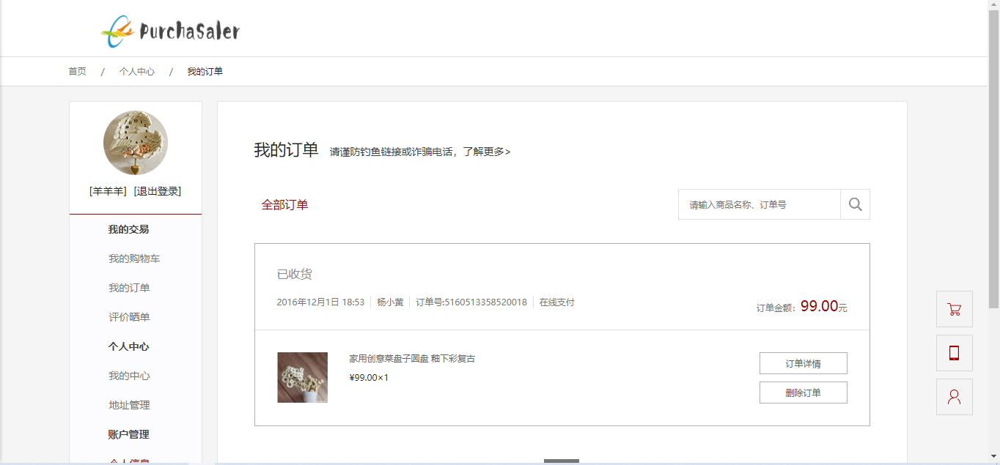 PurchaSaler
首页 / 个人中心 / 我的订单
[羊羊羊] [退出登录]
我的交易
我的购物车
我的订单
评价晒单
个人中心
我的中心
地址管理
账户管理
个人信息
我的订单 请谨防钓鱼链接或诈骗电话，了解更多>
全部订单
请输入商品名称、订单号
已收货
2016年12月1日 18:53 杨小黄 订单号:5160513358520018 在线支付
订单金额：99.00元
家用创意菜盘子圆盘 釉下彩复古
¥99.00×1
订单详情
删除订单